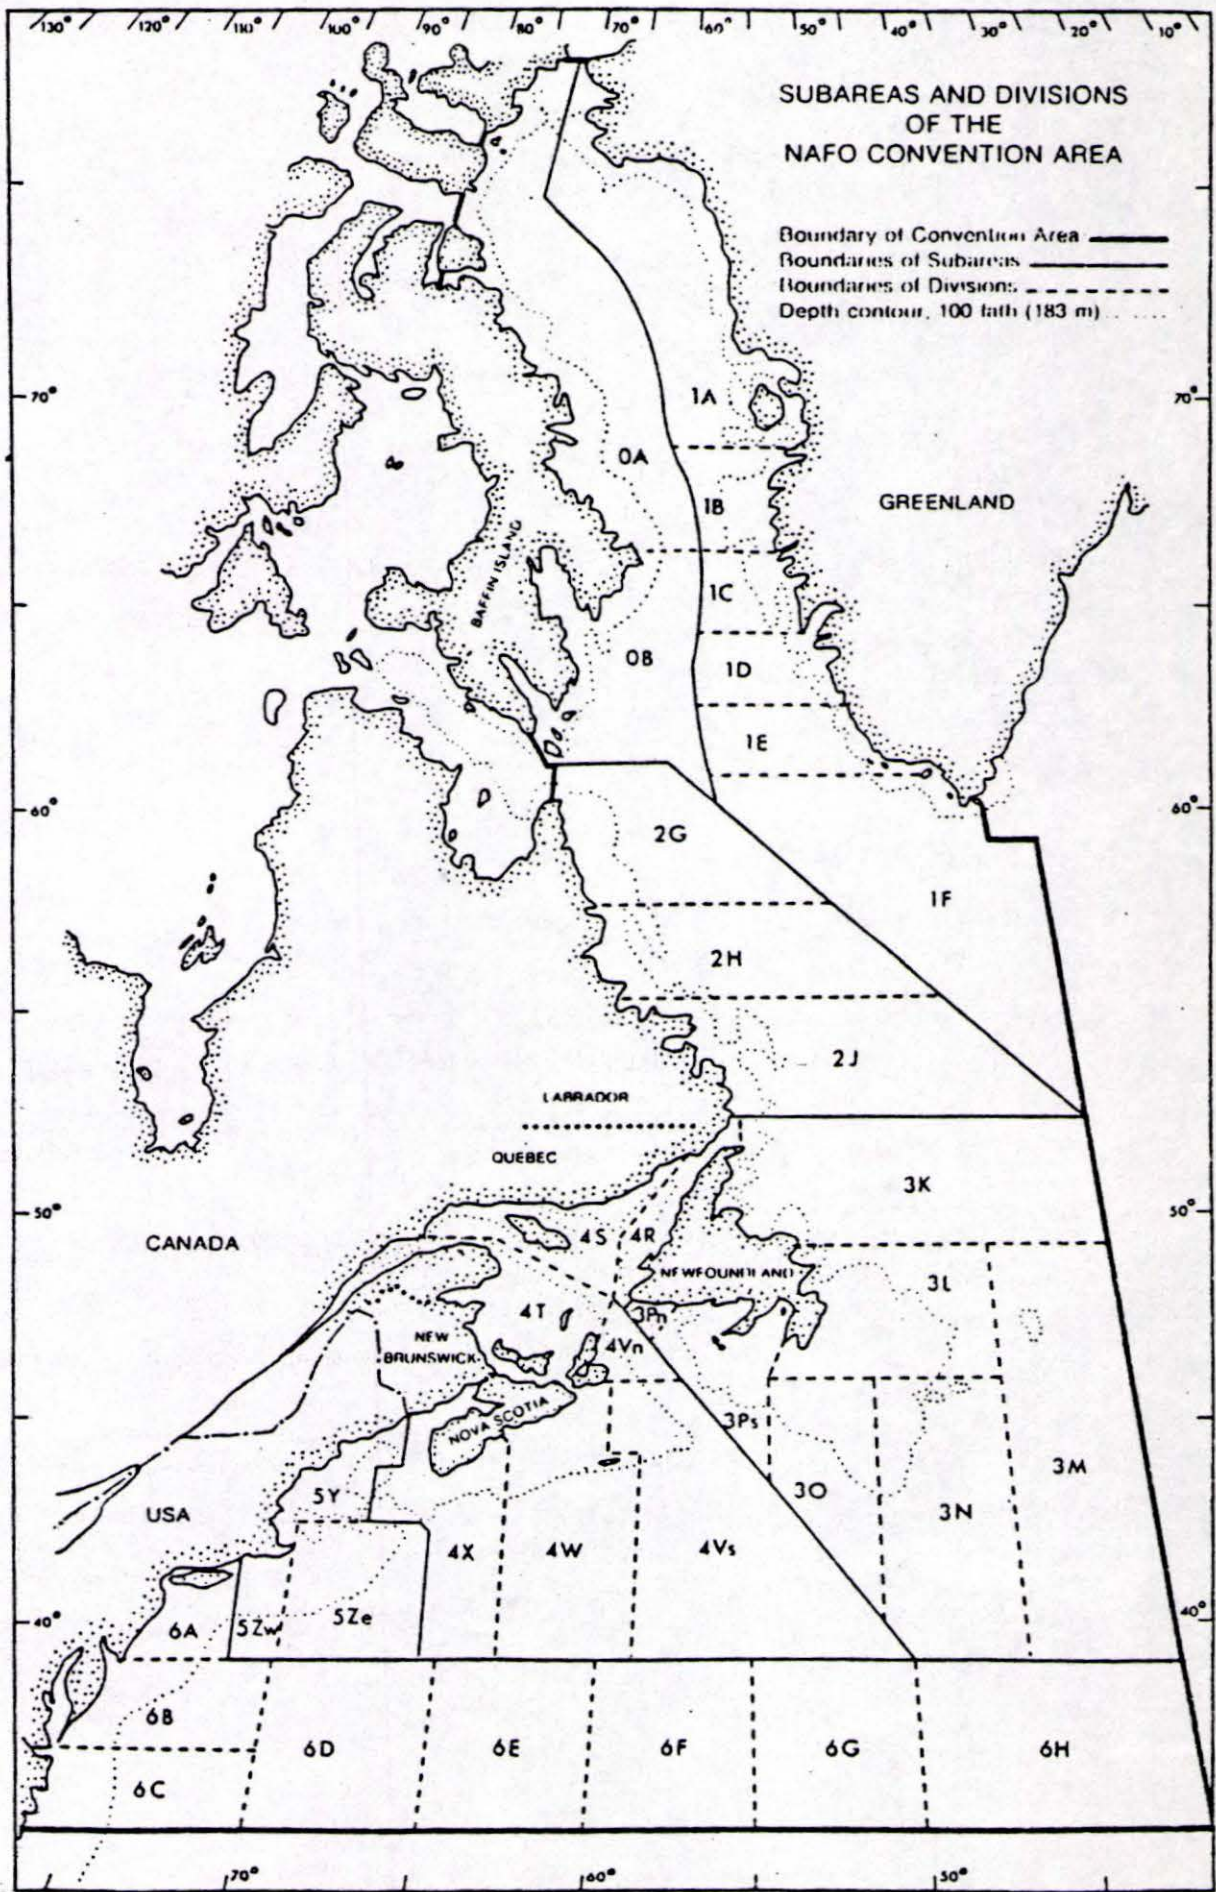 130° 120° 110° 100° 90° 80° 70° 60° 50° 40° 30° 20° 10°
SUBAREAS AND DIVISIONS
OF THE
NAFO CONVENTION AREA
Boundary of Convention Area
Boundaries of Subareas
Boundaries of Divisions
Depth contour, 100 fath (183 m)
70°
1A
70°
0A
1B
GREENLAND
BAFFIN ISLAND
1C
0B
1D
1E
60°
2G
60°
1F
2H
2J
LABRADOR
QUEBEC
3K
50°
50°
CANADA
4S
4R
NEWFOUNDLAND
3L
4T
3Pn
NEW
BRUNSWICK
4Vn
NOVA SCOTIA
3Ps
3M
5Y
3O
3N
USA
4X
4W
4Vs
40°
6A
5Zw
5Ze
40°
6B
6D
6E
6F
6G
6H
6C
70°
60°
50°